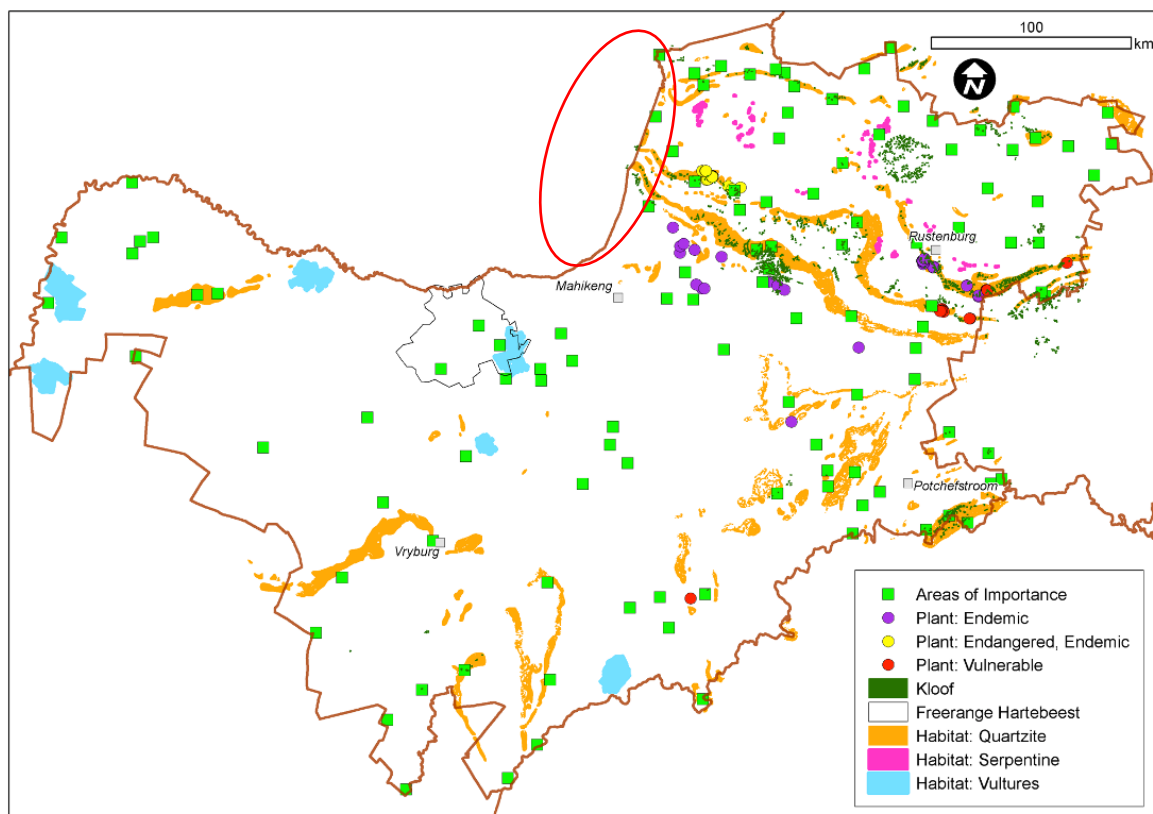 100
km
N
Rustenburg
Mahikeng
Potchefstroom
Vryburg
Areas of Importance
Plant: Endemic
Plant: Endangered, Endemic
Plant: Vulnerable
Kloof
Freerange Hartebeest
Habitat: Quartzite
Habitat: Serpentine
Habitat: Vultures